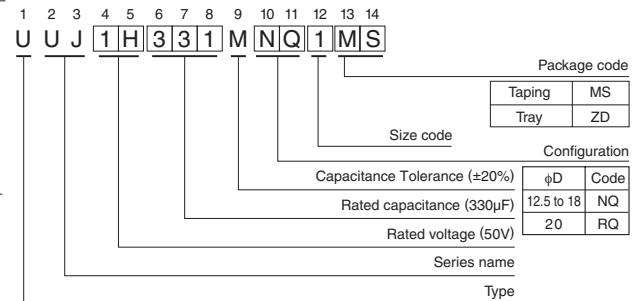 1 2 3 4 5 6 7 8 9 10 11 12 13 14
U U J 1 H 3 3 1 M N Q 1 M S
Package code
Taping MS
Tray ZD
Size code
Configuration
Capacitance Tolerance (±20%)
ϕD Code
12.5 to 18 NQ
Rated capacitance (330µF)
20 RQ
Rated voltage (50V)
Series name
Type